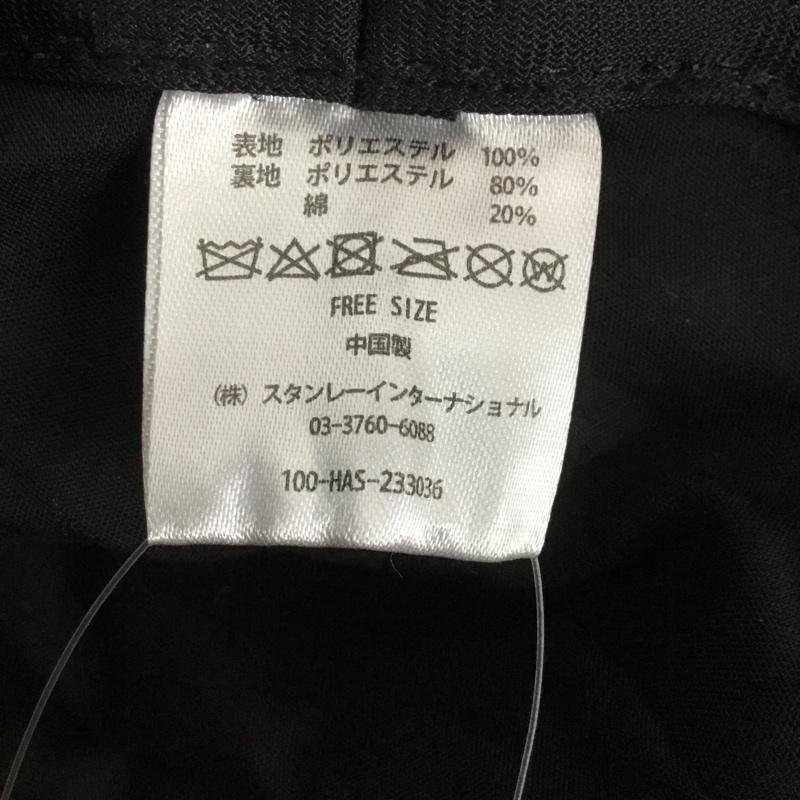 表地 ポリエステル 100%
裏地 ポリエステル 80%
綿 20%
W
FREE SIZE
中国製
(株) スタンレーインターナショナル
03-3760-6088
100-HAS-233036